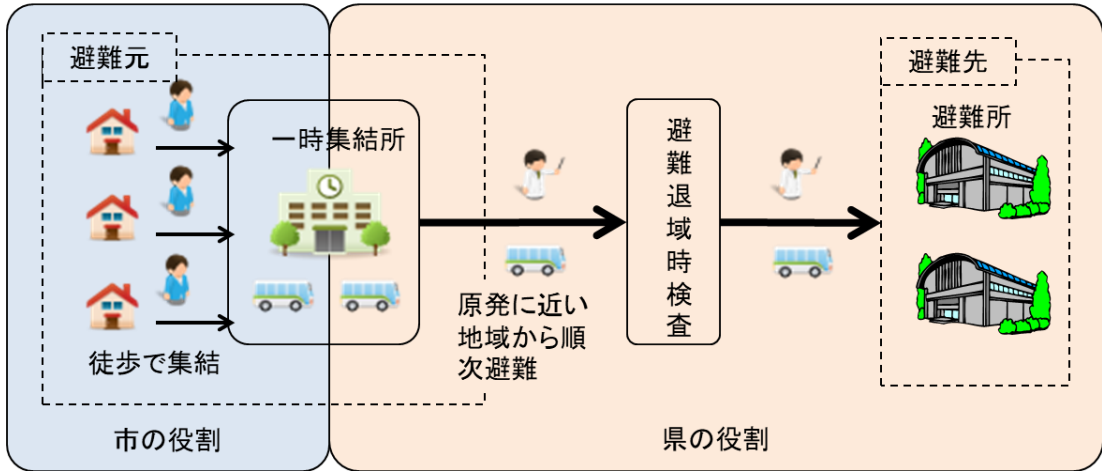 避難元
一時集結所
徒歩で集結
市の役割
原発に近い
地域から順
次避難
避難退域時検査
避難先
避難所
県の役割